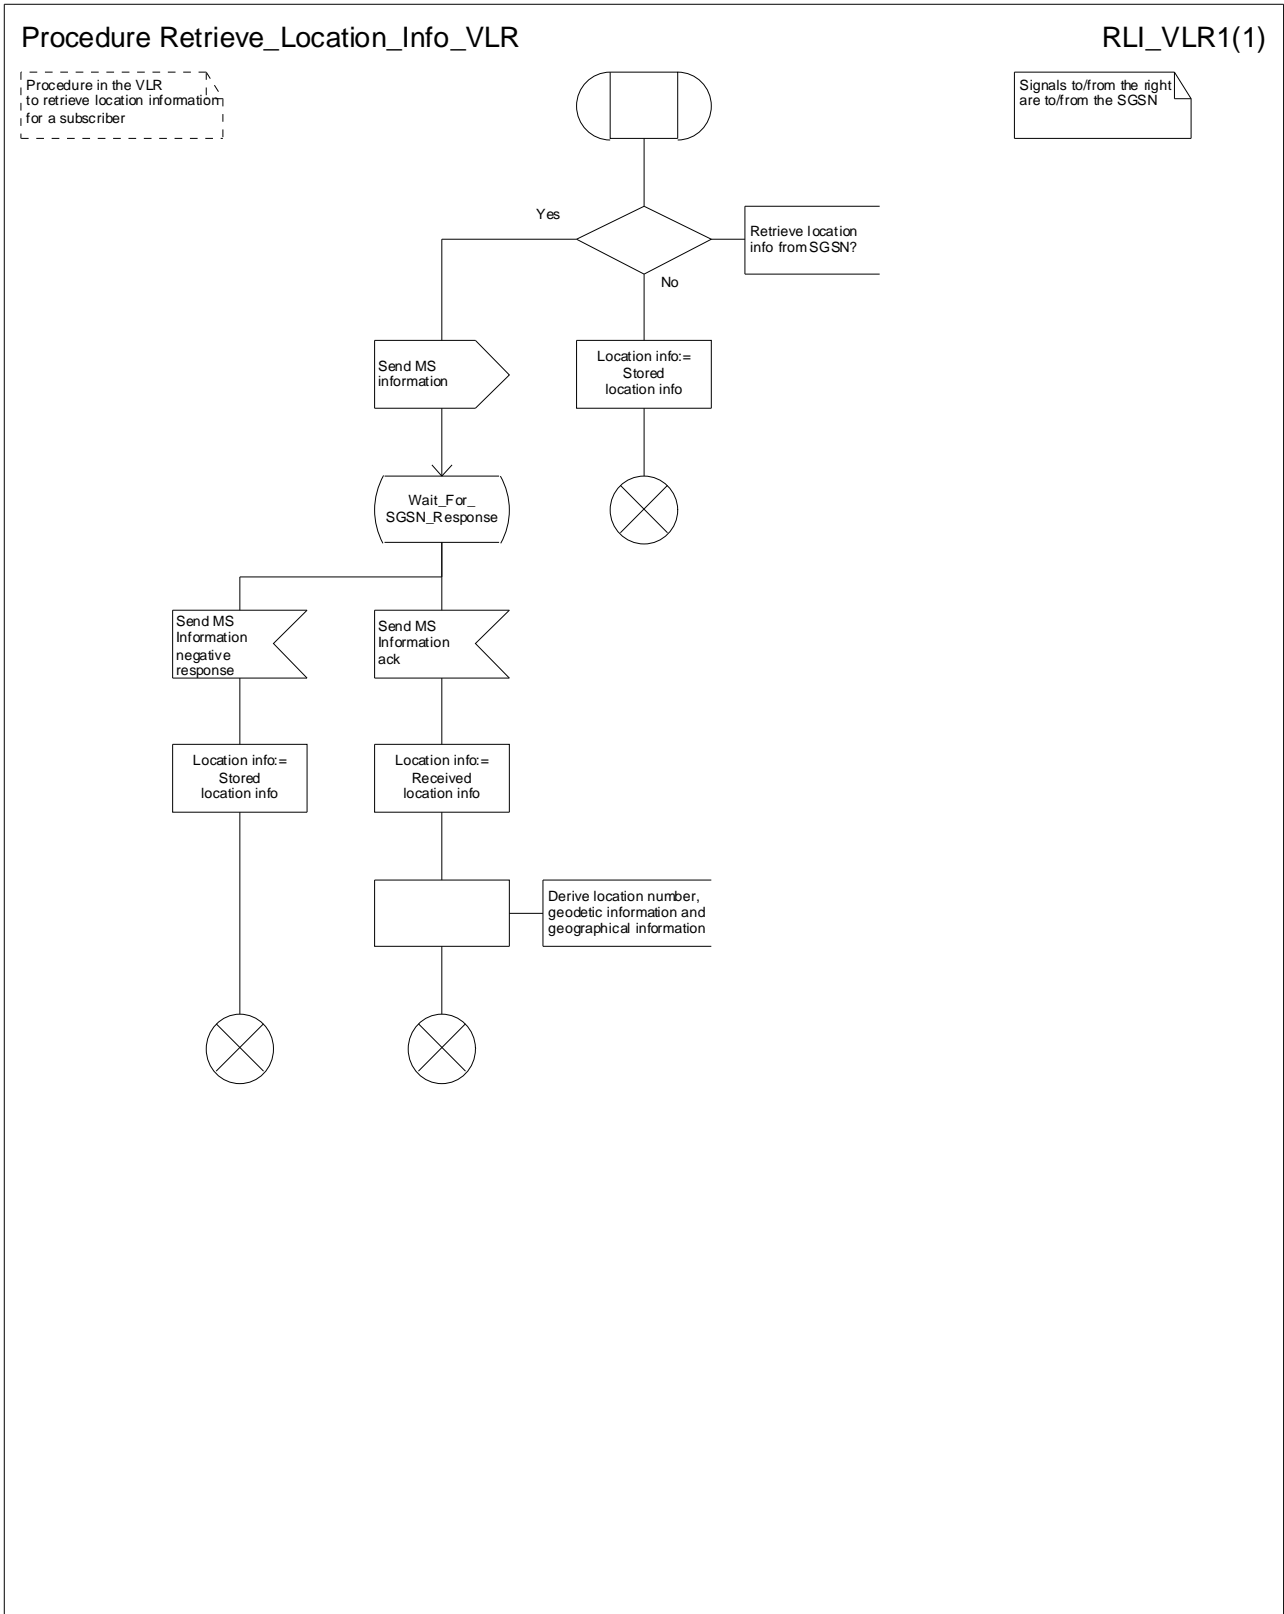 Procedure Retrieve_Location_Info_VLR
RLI_VLR1(1)
Procedure in the VLR
to retrieve location information
for a subscriber
Signals to/from the right
are to/from the SGSN
Yes
Retrieve location
info from SGSN?
No
Send MS
information
Location info:=
Stored
location info
Wait_For_
SGSN_Response
Send MS
Information
negative
response
Send MS
Information
ack
Location info:=
Stored
location info
Location info:=
Received
location info
Derive location number,
geodetic information and
geographical information